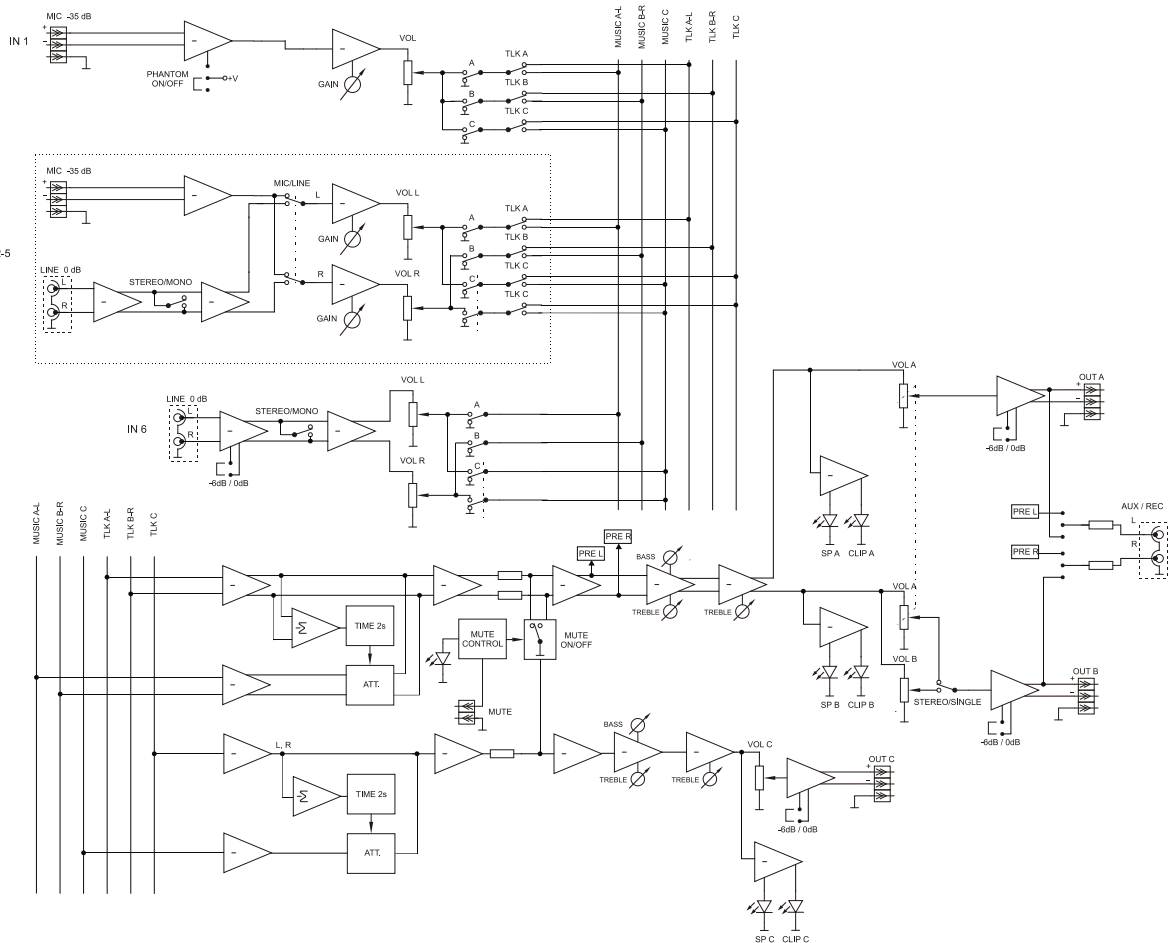 MIC -35 dB
IN 1
+
-
PHANTOM
ON/OFF
+V
GAIN
VOL
A
B
C
TLK A
TLK B
TLK C
MUSIC A-L
MUSIC B-R
MUSIC C
TLK A-L
TLK B-R
TLK C
MIC -35 dB
+
-
MIC/LINE
L
R
GAIN
GAIN
VOL L
VOL R
A
B
C
TLK A
TLK B
TLK C
TLK C
-5
LINE 0 dB
L
R
STEREO/MONO
IN 6
LINE 0 dB
L
R
STEREO/MONO
-6dB / 0dB
VOL L
VOL R
A
B
C
MUSIC A-L
MUSIC B-R
MUSIC C
TLK A-L
TLK B-R
TLK C
Σ
TIME 2s
ATT.
MUTE
CONTROL
MUTE
ON/OFF
MUTE
PRE L
PRE R
BASS
TREBLE
TREBLE
SP A
CLIP A
VOL A
-6dB / 0dB
OUT A
+
-
PRE L
PRE R
AUX / REC
L
R
SP B
CLIP B
VOL A
VOL B
STEREO/SINGLE
-6dB / 0dB
OUT B
+
-
L, R
-Σ
TIME 2s
ATT.
BASS
TREBLE
TREBLE
VOL C
-6dB / 0dB
OUT C
+
-
SP C
CLIP C